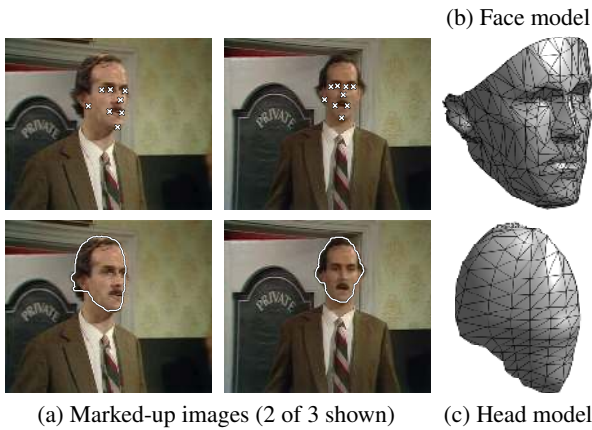 (b) Face model
PRIVATE
PRIVATE
PRIVATE
PRIVATE
(a) Marked-up images (2 of 3 shown)
(c) Head model